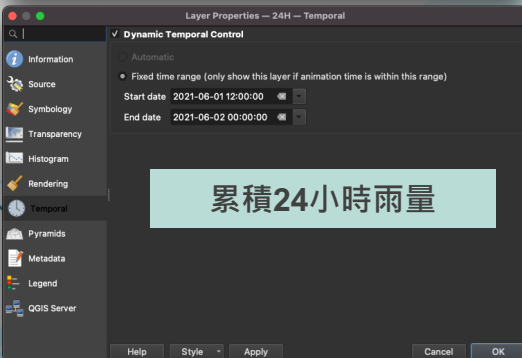 Layer Properties — 24H — Temporal
Information
Source
Symbology
Transparency
Histogram
Rendering
Temporal
Pyramids
Metadata
Legend
QGIS Server
✓ Dynamic Temporal Control
Automatic
Fixed time range (only show this layer if animation time is within this range)
Start date 2021-06-01 12:00:00
End date 2021-06-02 00:00:00
累積24小時雨量
Help Style Apply Cancel OK